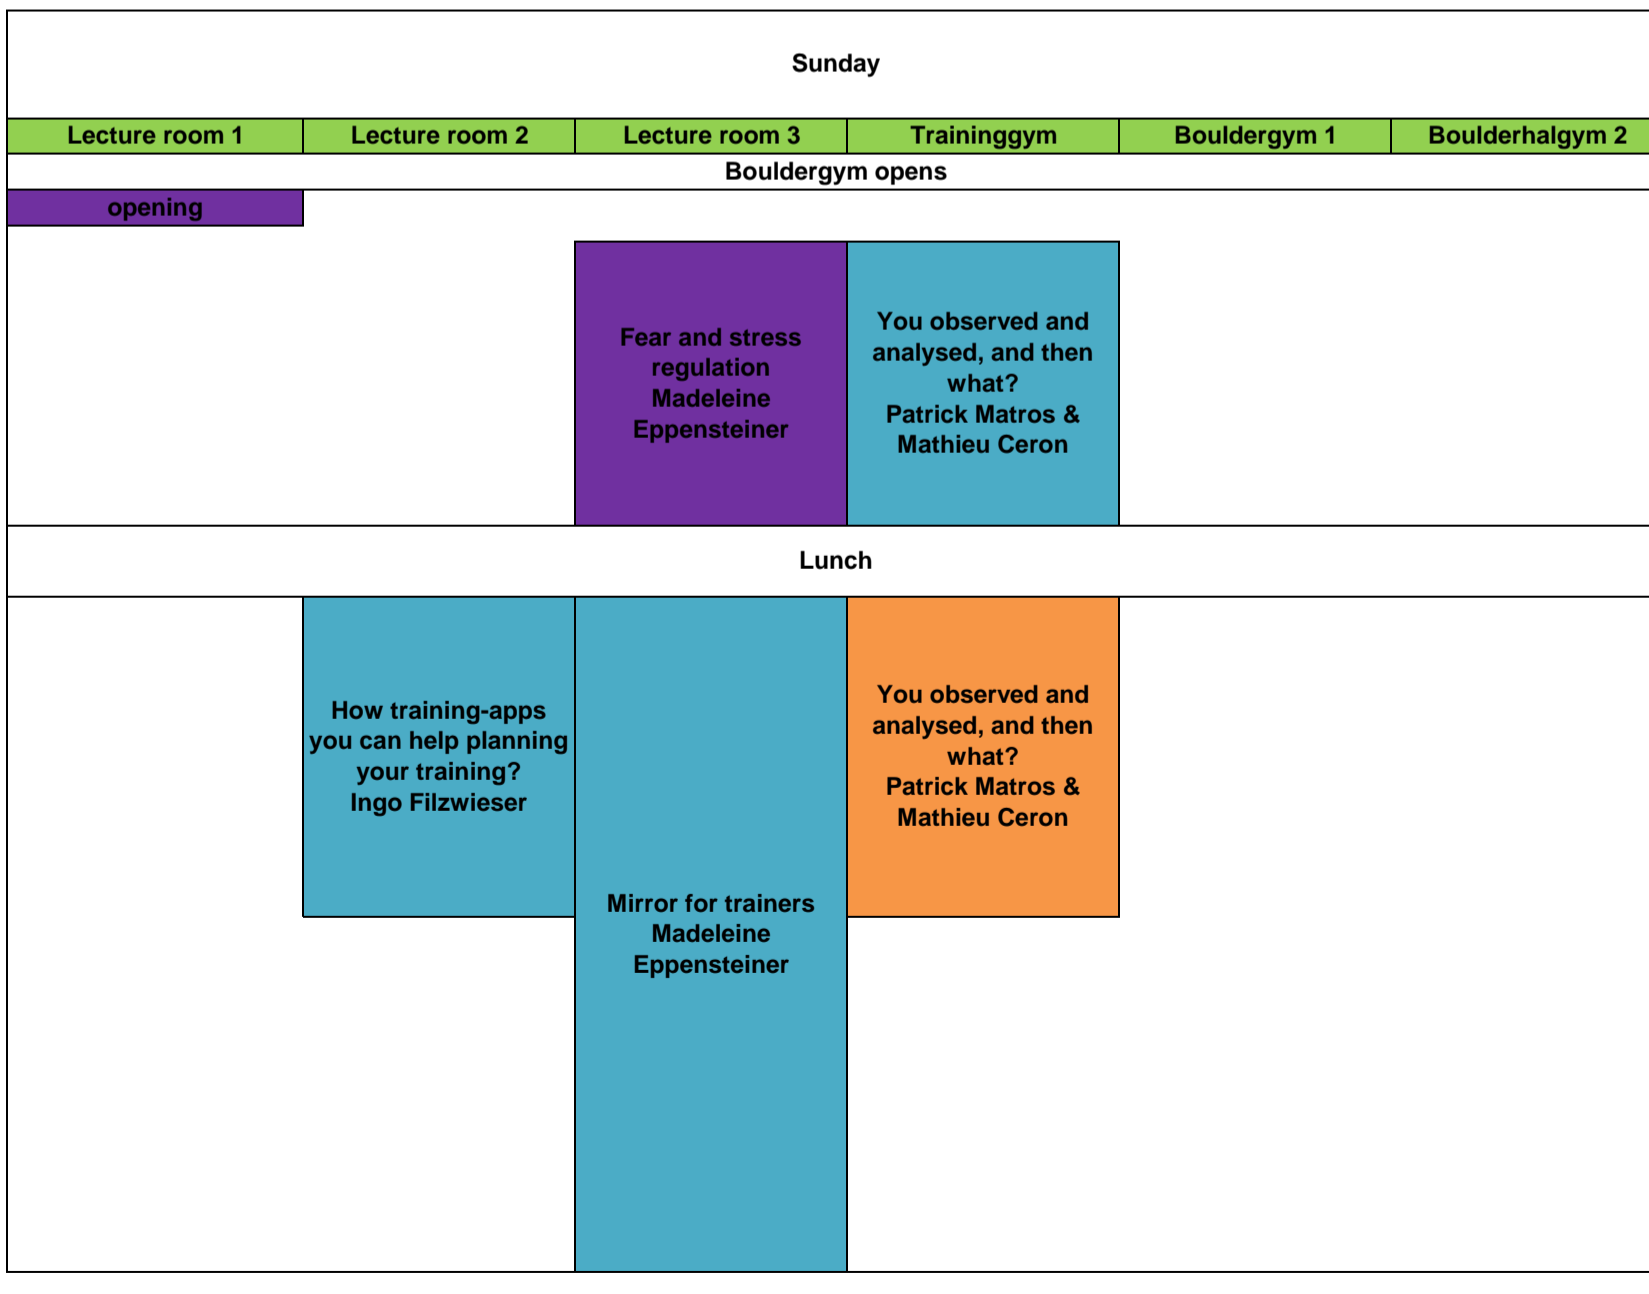 Sunday
Lecture room 1 Lecture room 2 Lecture room 3 Traininggym Bouldergym 1 Boulderhalgym 2
Bouldergym opens
opening
Fear and stress
regulation
Madeleine
Eppensteiner
You observed and
analysed, and then
what?
Patrick Matros &
Mathieu Ceron
Lunch
How training-apps
you can help planning
your training?
Ingo Filzwieser
Mirror for trainers
Madeleine
Eppensteiner
You observed and
analysed, and then
what?
Patrick Matros &
Mathieu Ceron